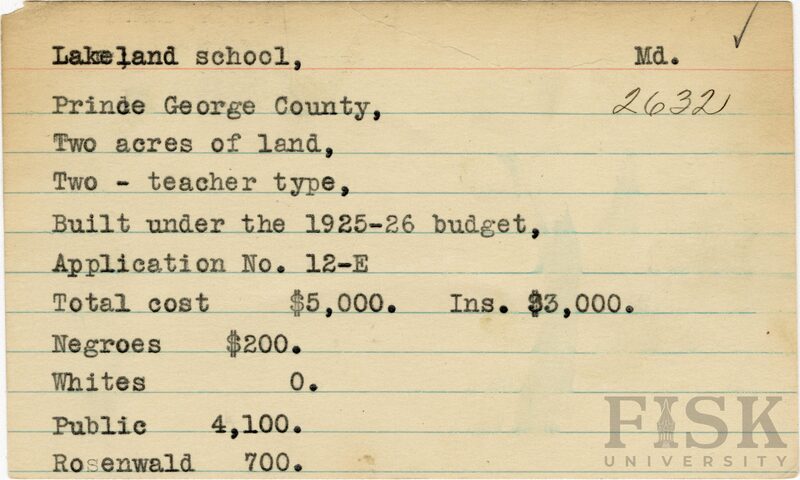 Lakeland school, Md.
Prince George County, 2632
Two acres of land,
Two - teacher type,
Built under the 1925-26 budget,
Application No. 12-E
Total cost $5,000. Ins. $3,000.
Negroes $200.
Whites 0.
Public 4,100.
Rosenwald 700.
FISK
UNIVERSITY